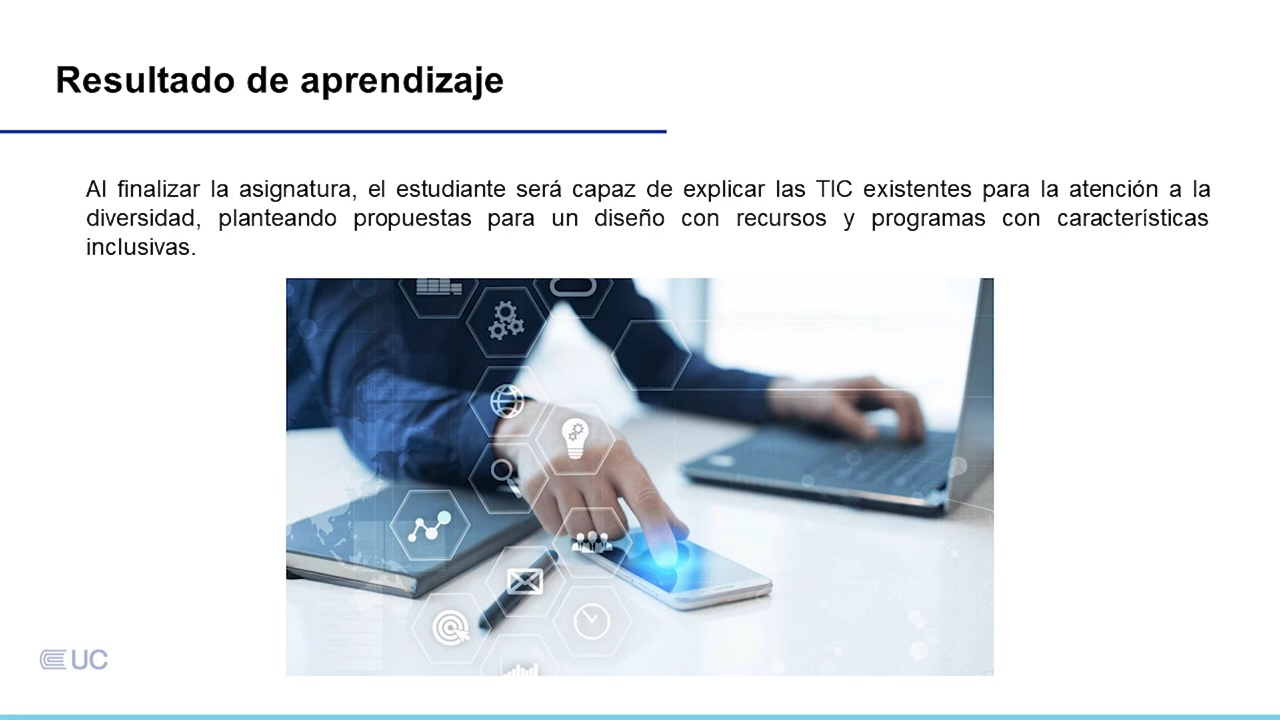 Resultado de aprendizaje
Al finalizar la asignatura, el estudiante será capaz de explicar las TIC existentes para la atención a la
diversidad, planteando propuestas para un diseño con recursos y programas con características
inclusivas.
UC